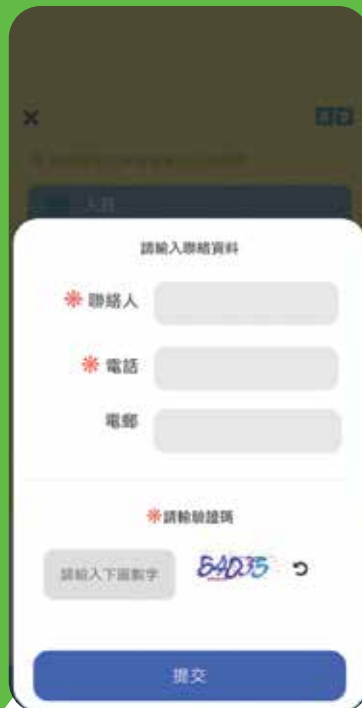 請輸入聯絡資料
* 聯絡人
* 電話
電郵
*請輸驗證碼
請輸入下圖數字
提交